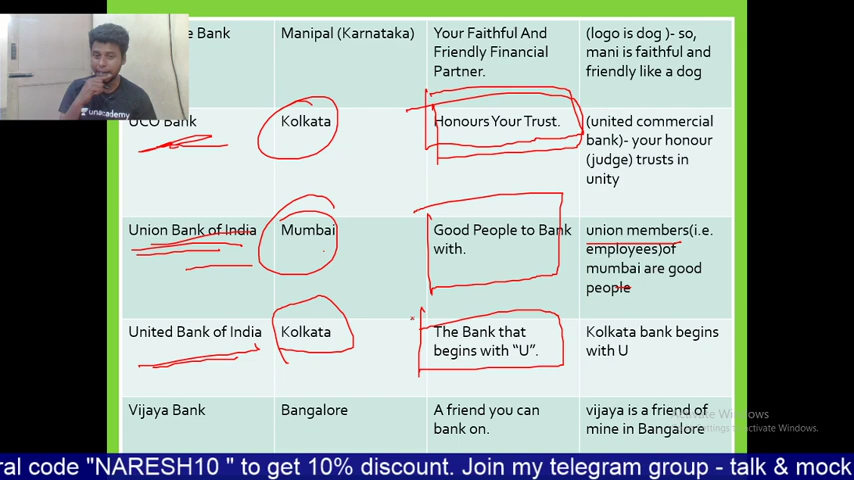 e Bank
Manipal (Karnataka)
Your Faithful And
Friendly Financial
Partner.
(logo is dog )- so,
mani is faithful and
friendly like a dog
unacademy
UCO Bank
Kolkata
Honours Your Trust.
(united commercial
bank)- your honour
(judge) trusts in
unity
Union Bank of India
Mumbai
Good People to Bank
with.
union members(i.e.
employees)of
mumbai are good
people
United Bank of India
Kolkata
The Bank that
begins with “U”.
Kolkata bank begins
with U
Vijaya Bank
Bangalore
A friend you can
bank on.
vijaya is a friend of
mine in Bangalore
Windows
activate Windows.
ral code "NARESH10 " to get 10% discount. Join my telegram group - talk & mock